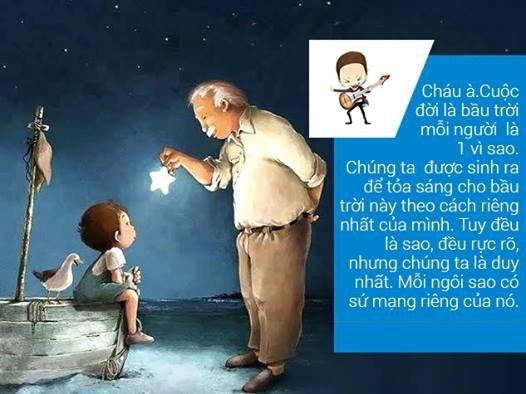 Cháu à.Cuộc
đời là bầu trời
mỗi người là
1 vì sao.
Chúng ta được sinh ra
để tỏa sáng cho bầu
trời này theo cách riêng
nhất của mình. Tuy đều
là sao, đều rực rỡ,
nhưng chúng ta là duy
nhất. Mỗi ngôi sao có
sứ mạng riêng của nó.